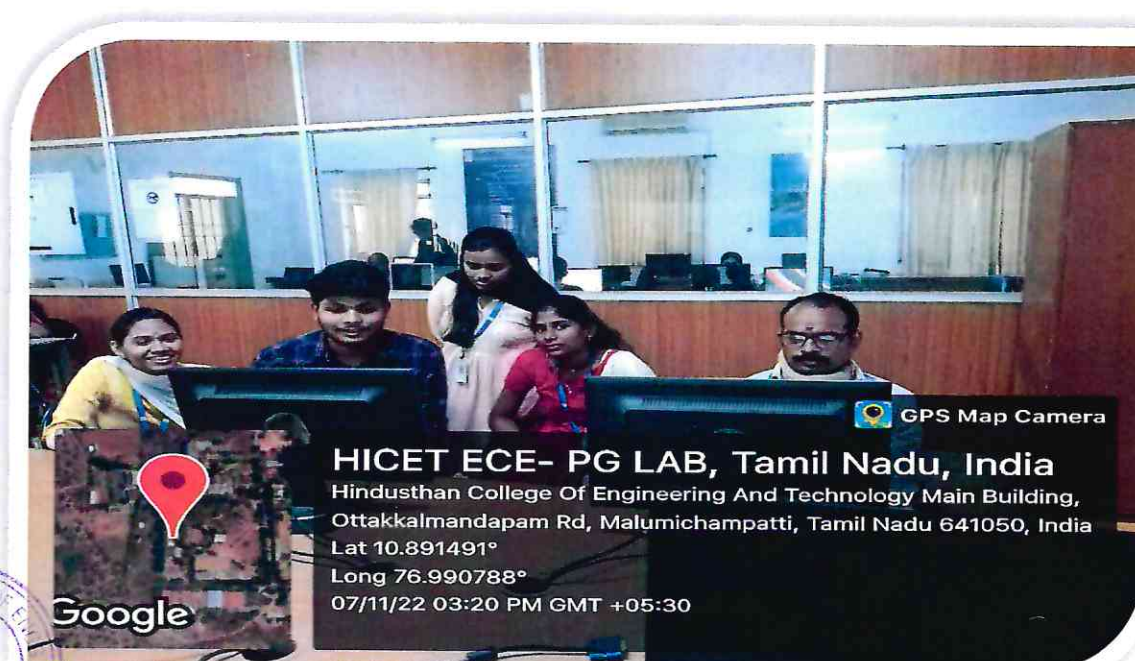 GPS Map Camera
HICET ECE- PG LAB, Tamil Nadu, India
Hindusthan College Of Engineering And Technology Main Building,
Ottakkalmandapam Rd, Malumichampatti, Tamil Nadu 641050, India
Lat 10.891491°
Long 76.990788°
07/11/22 03:20 PM GMT +05:30
Google